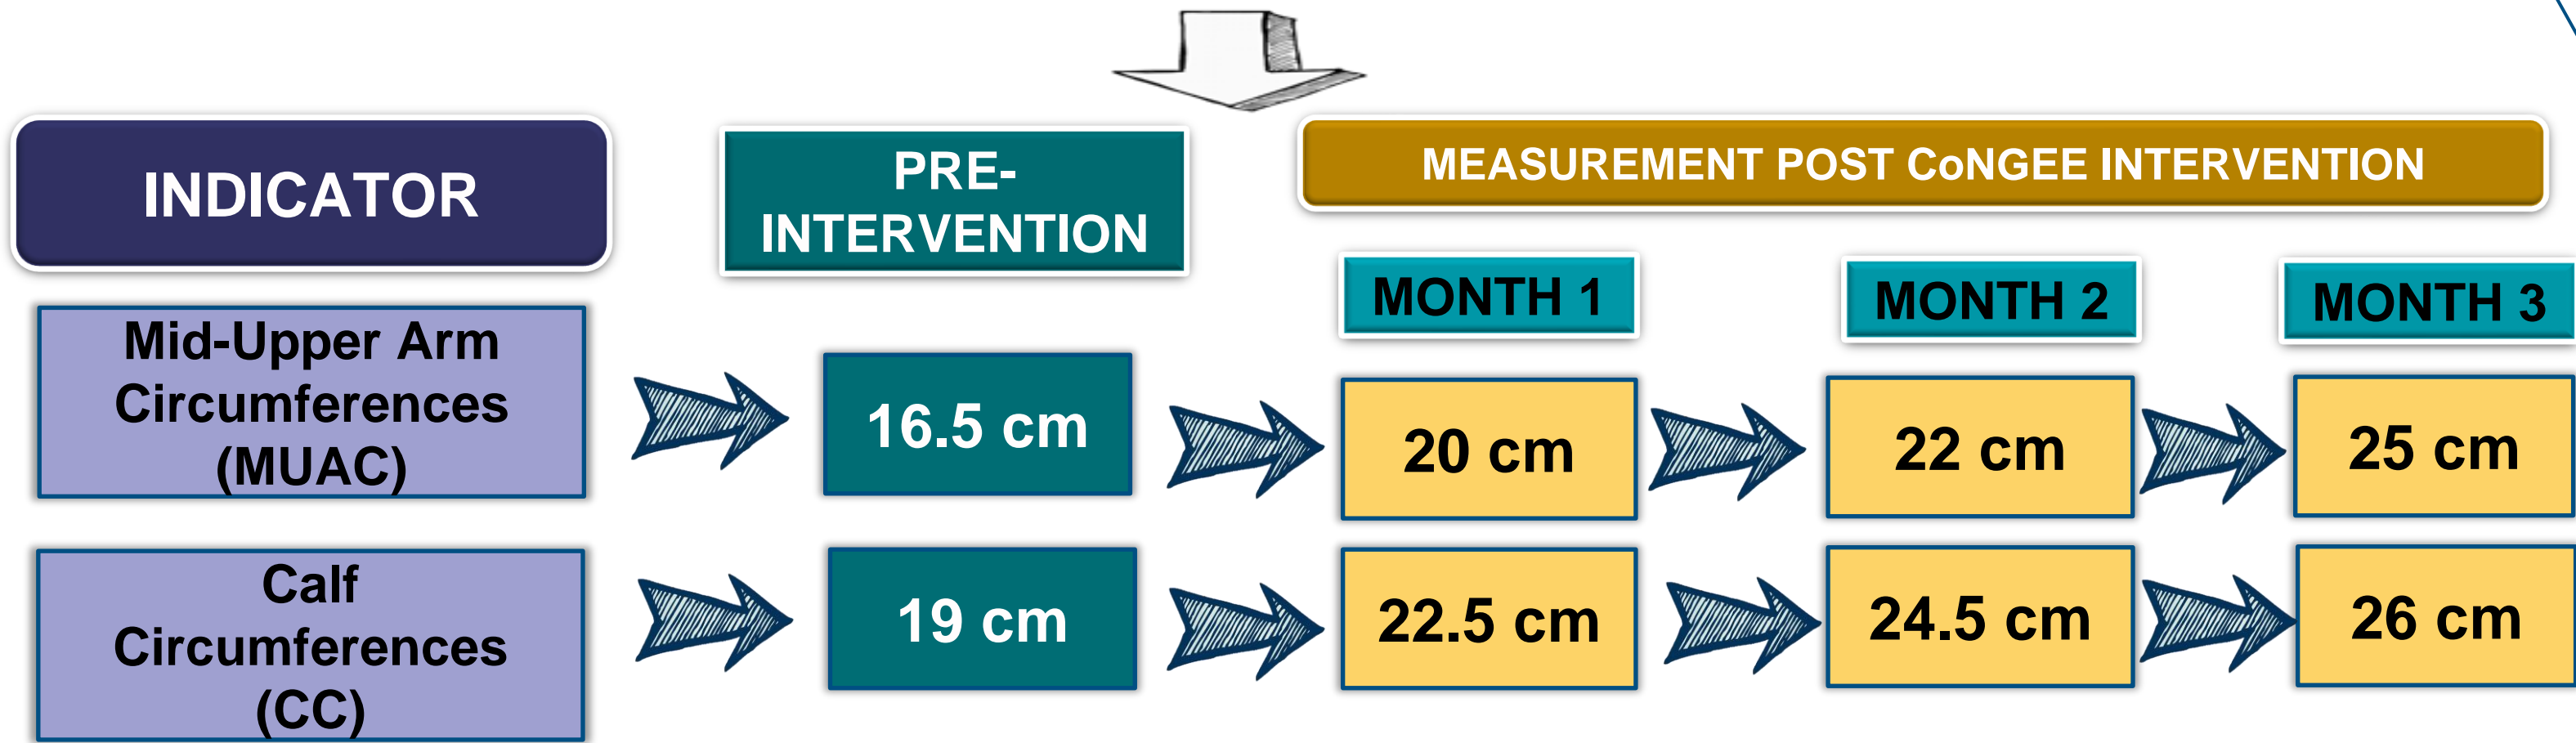 INDICATOR
PRE-
INTERVENTION
MEASUREMENT POST CoNGEE INTERVENTION
MONTH 1
MONTH 2
MONTH 3
Mid-Upper Arm
Circumferences
(MUAC)
16.5 cm
20 cm
22 cm
25 cm
Calf
Circumferences
(CC)
19 cm
22.5 cm
24.5 cm
26 cm